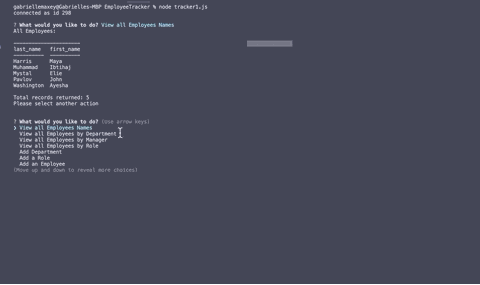 gabriellemaxey@Gabrielles-MBP EmployeeTracker % node tracker1.js
connected as id 298
? What would you like to do? View all Employees Names
All Employees:
last_name first_name
Harris Maya
Muhammad Ibtihaj
Mystal Elie
Pavlov John
Washington Ayesha
Total records returned: 5
Please select another action
? What would you like to do? (Use arrow keys)
❯ View all Employees Names
View all Employees by Department
View all Employees by Manager
View all Employees by Role
Add Department
Add a Role
Add an Employee
(Move up and down to reveal more choices)